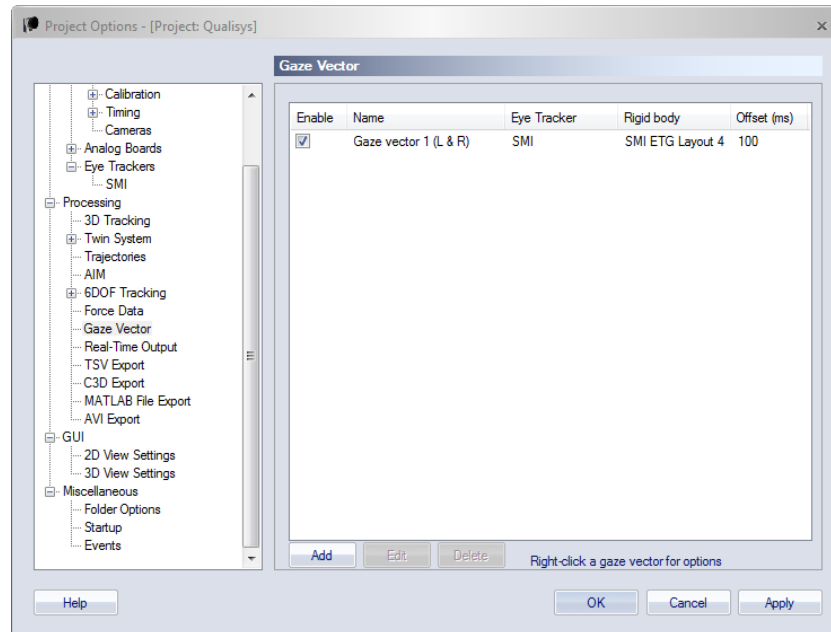 Project Options - [Project: Qualisys]
Gaze Vector
Calibration
Timing
Cameras
Analog Boards
Eye Trackers
SMI
Processing
3D Tracking
Twin System
Trajectories
AIM
6DOF Tracking
Force Data
Gaze Vector
Real-Time Output
TSV Export
C3D Export
MATLAB File Export
AVI Export
GUI
2D View Settings
3D View Settings
Miscellaneous
Folder Options
Startup
Events
Enable Name Eye Tracker Rigid body Offset (ms)
Gaze vector 1 (L & R) SMI SMI ETG Layout 4 100
Add Edit Delete Right-click a gaze vector for options
Help OK Cancel Apply